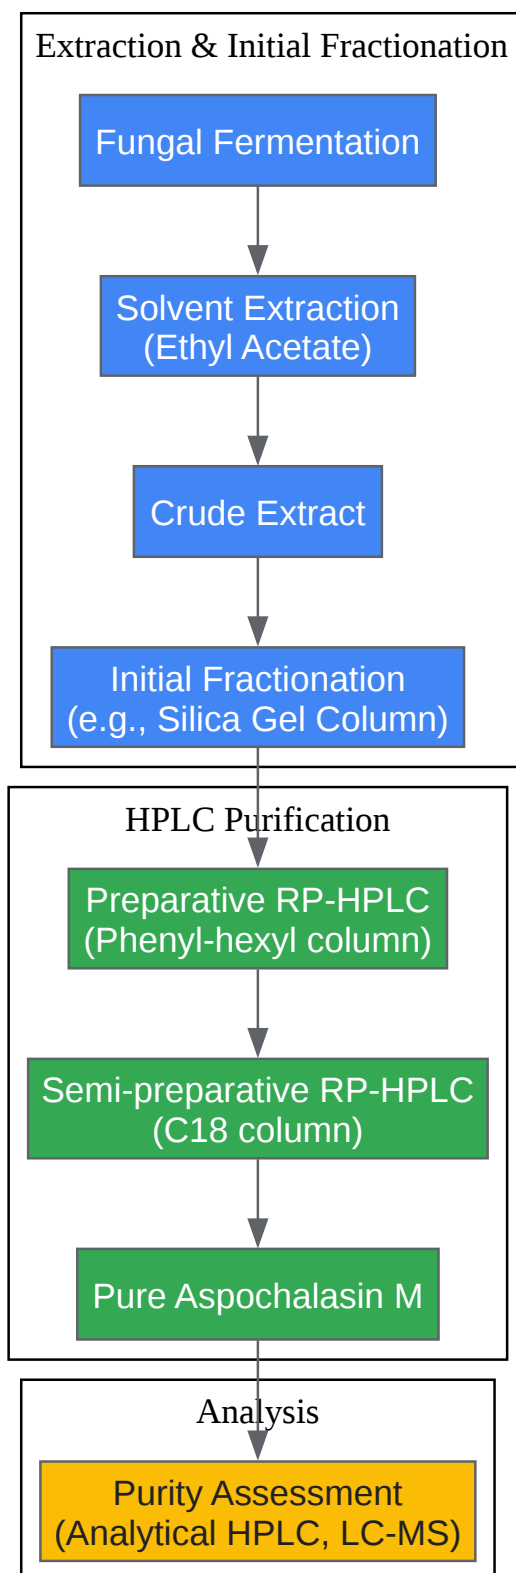 Extraction & Initial Fractionation
Fungal Fermentation
Solvent Extraction
(Ethyl Acetate)
Crude Extract
Initial Fractionation
(e.g., Silica Gel Column)
HPLC Purification
Preparative RP-HPLC
(Phenyl-hexyl column)
Semi-preparative RP-HPLC
(C18 column)
Pure Aspochalasin M
Analysis
Purity Assessment
(Analytical HPLC, LC-MS)